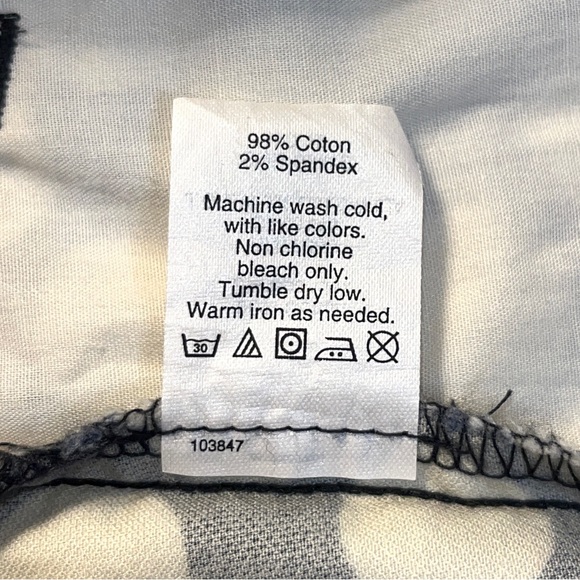 98% Coton
2% Spandex
Machine wash cold,
with like colors.
Non chlorine
bleach only.
Tumble dry low.
Warm iron as needed.
30
103847